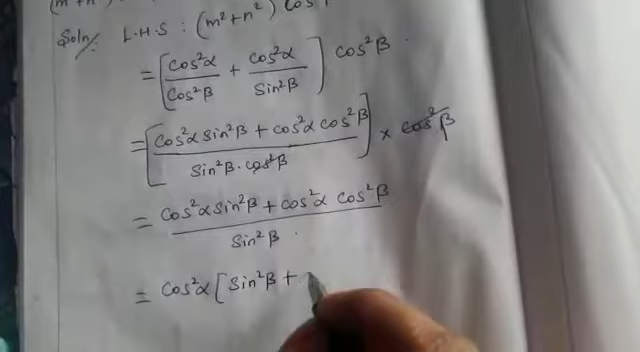 Soln/. L.H.S : (m²+n²) cos²β
= [cos²α/cos²β + cos²α/sin²β] cos²β
= [cos²α sin²β + cos²α cos²β / sin²β · cos²β] × cos²β
= cos²α sin²β + cos²α cos²β / sin²β .
= cos²α [sin²β +